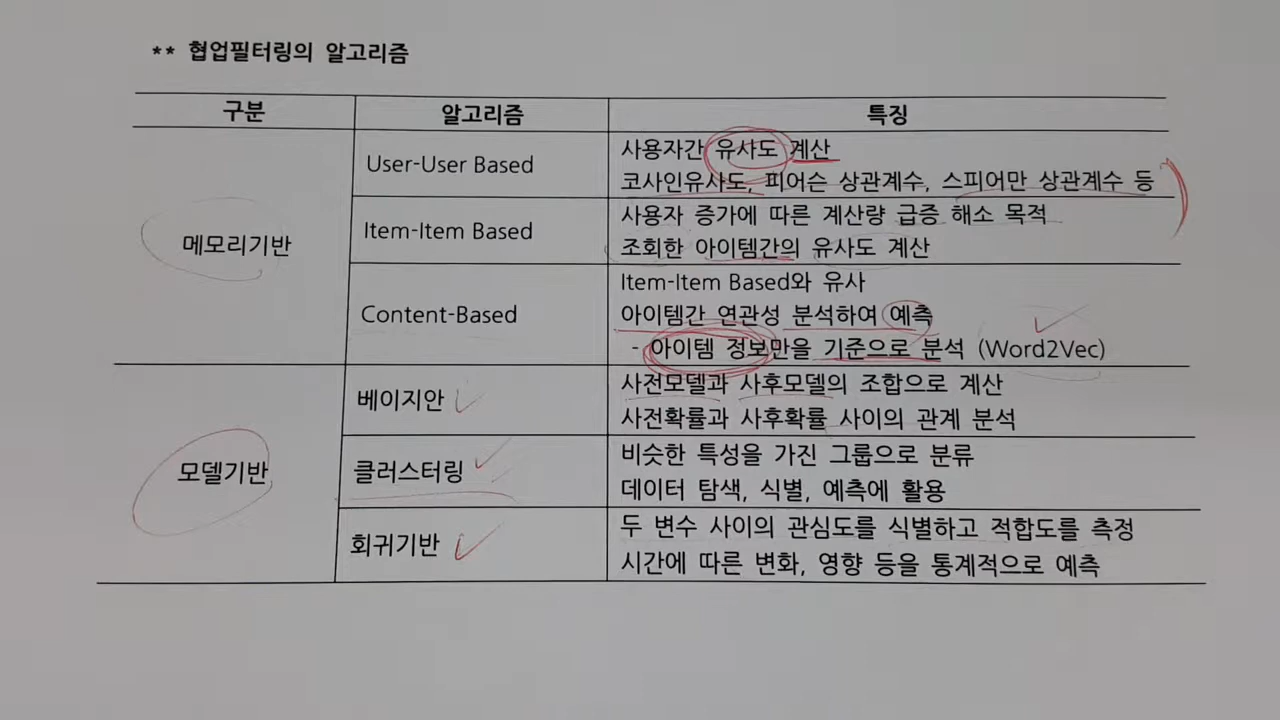 ** 협업필터링의 알고리즘
구분 알고리즘 특징
메모리기반
User-User Based
사용자간 유사도 계산
코사인유사도, 피어슨 상관계수, 스피어만 상관계수 등
Item-Item Based
사용자 증가에 따른 계산량 급증 해소 목적
조회한 아이템간의 유사도 계산
Content-Based
Item-Item Based와 유사
아이템간 연관성 분석하여 예측
- 아이템 정보만을 기준으로 분석 (Word2Vec)
모델기반
베이지안
사전모델과 사후모델의 조합으로 계산
사전확률과 사후확률 사이의 관계 분석
클러스터링
비슷한 특성을 가진 그룹으로 분류
데이터 탐색, 식별, 예측에 활용
회귀기반
두 변수 사이의 관심도를 식별하고 적합도를 측정
시간에 따른 변화, 영향 등을 통계적으로 예측